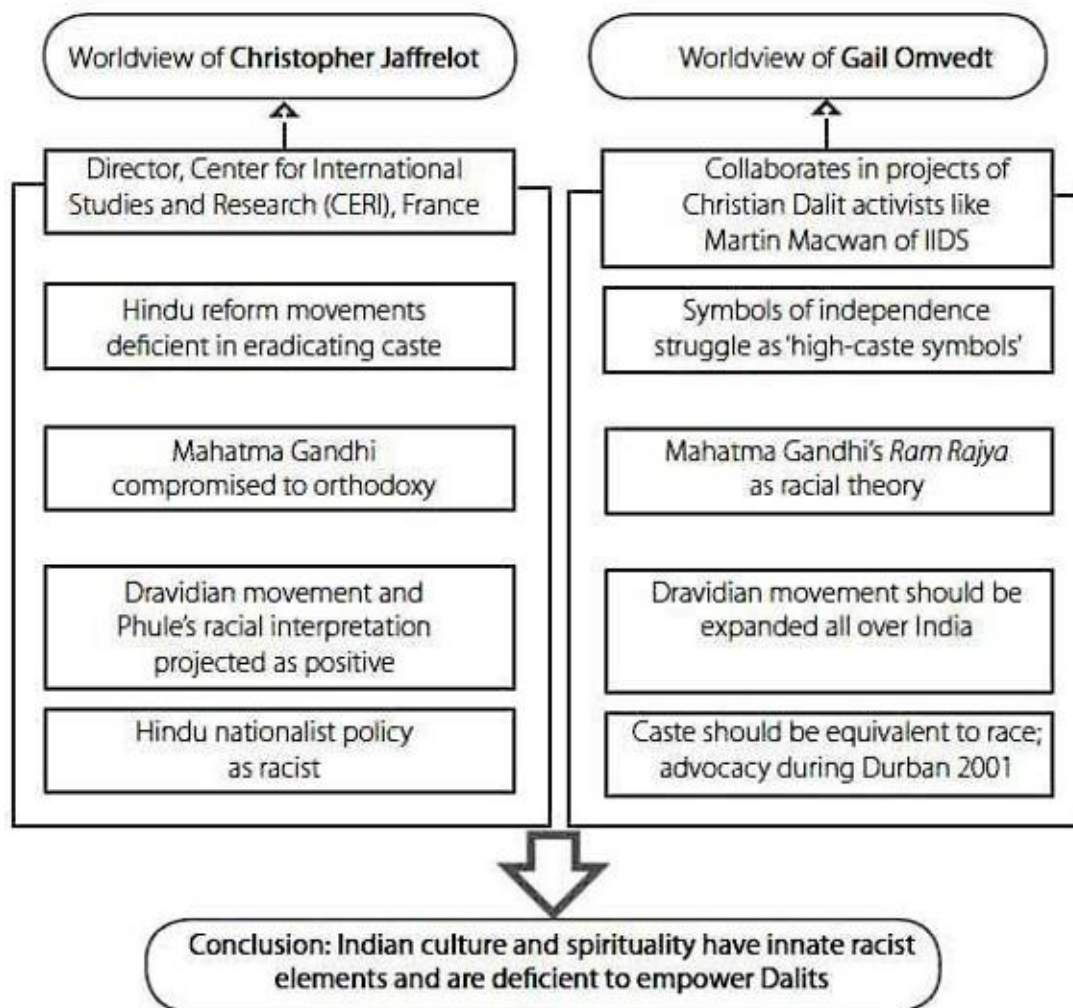 Worldview of Christopher Jaffrelot
Director, Center for International
Studies and Research (CERI), France
Hindu reform movements
deficient in eradicating caste
Mahatma Gandhi
compromised to orthodoxy
Dravidian movement and
Phule's racial interpretation
projected as positive
Hindu nationalist policy
as racist
Worldview of Gail Omvedt
Collaborates in projects of
Christian Dalit activists like
Martin Macwan of IIDS
Symbols of independence
struggle as 'high-caste symbols'
Mahatma Gandhi's Ram Rajya
as racial theory
Dravidian movement should be
expanded all over India
Caste should be equivalent to race;
advocacy during Durban 2001
Conclusion: Indian culture and spirituality have innate racist
elements and are deficient to empower Dalits